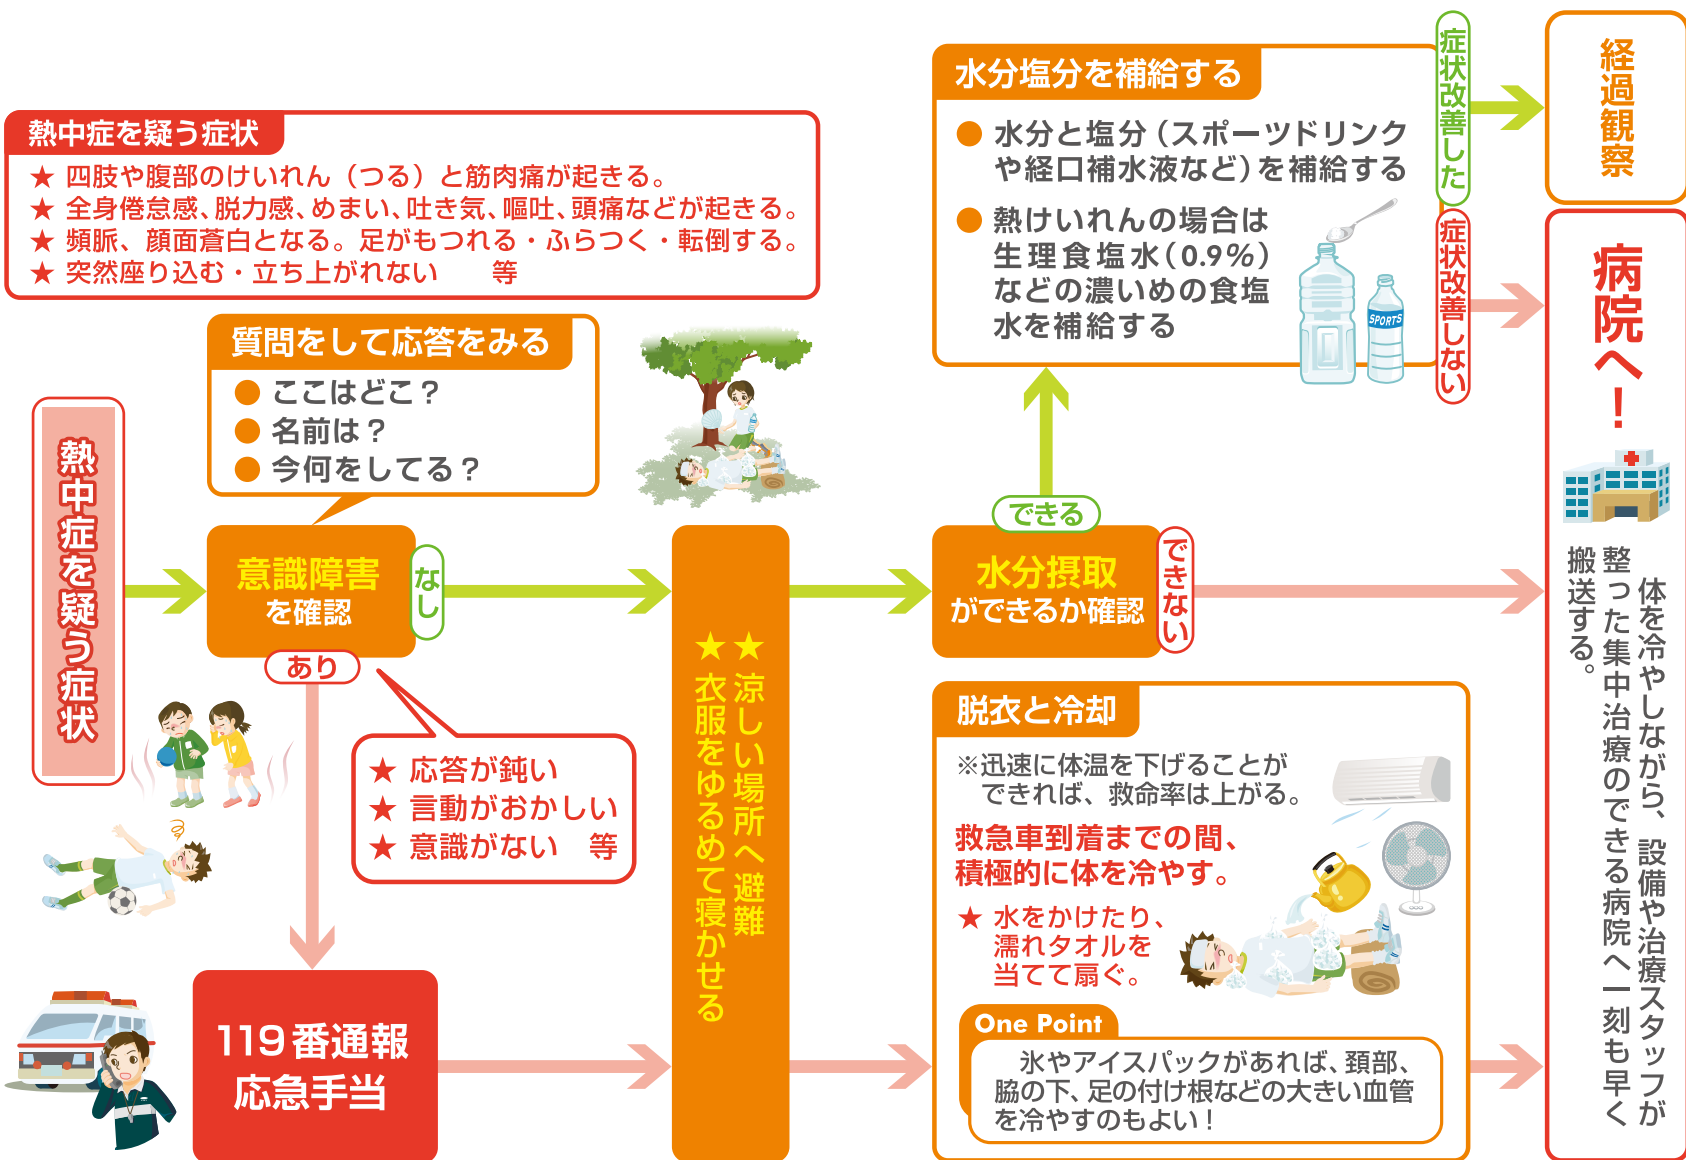 熱中症を疑う症状
★ 四肢や腹部のけいれん（つる）と筋肉痛が起きる。
★ 全身倦怠感、脱力感、めまい、吐き気、嘔吐、頭痛などが起きる。
★ 頻脈、顔面蒼白となる。足がもつれる・ふらつく・転倒する。
★ 突然座り込む・立ち上がれない　等
質問をして応答をみる
● ここはどこ？
● 名前は？
● 今何をしてる？
熱中症を疑う症状
意識障害
を確認
なし
あり
★ 応答が鈍い
★ 言動がおかしい
★ 意識がない　等
119番通報
応急手当
★ 涼しい場所へ避難
★ 衣服をゆるめて寝かせる
水分塩分を補給する
● 水分と塩分（スポーツドリンク
や経口補水液など）を補給する
● 熱けいれんの場合は
生理食塩水（0.9％）
などの濃いめの食塩
水を補給する
SPORTS
症状改善した
症状改善しない
できる
水分摂取
ができるか確認
できない
脱衣と冷却
※迅速に体温を下げることが
できれば、救命率は上がる。
救急車到着までの間、
積極的に体を冷やす。
★ 水をかけたり、
濡れタオルを
当てて扇ぐ。
One Point
氷やアイスパックがあれば、頚部、
脇の下、足の付け根などの大きい血管
を冷やすのもよい！
経過観察
病院へ！
体を冷やしながら、設備や治療スタッフが
整った集中治療のできる病院へ一刻も早く
搬送する。